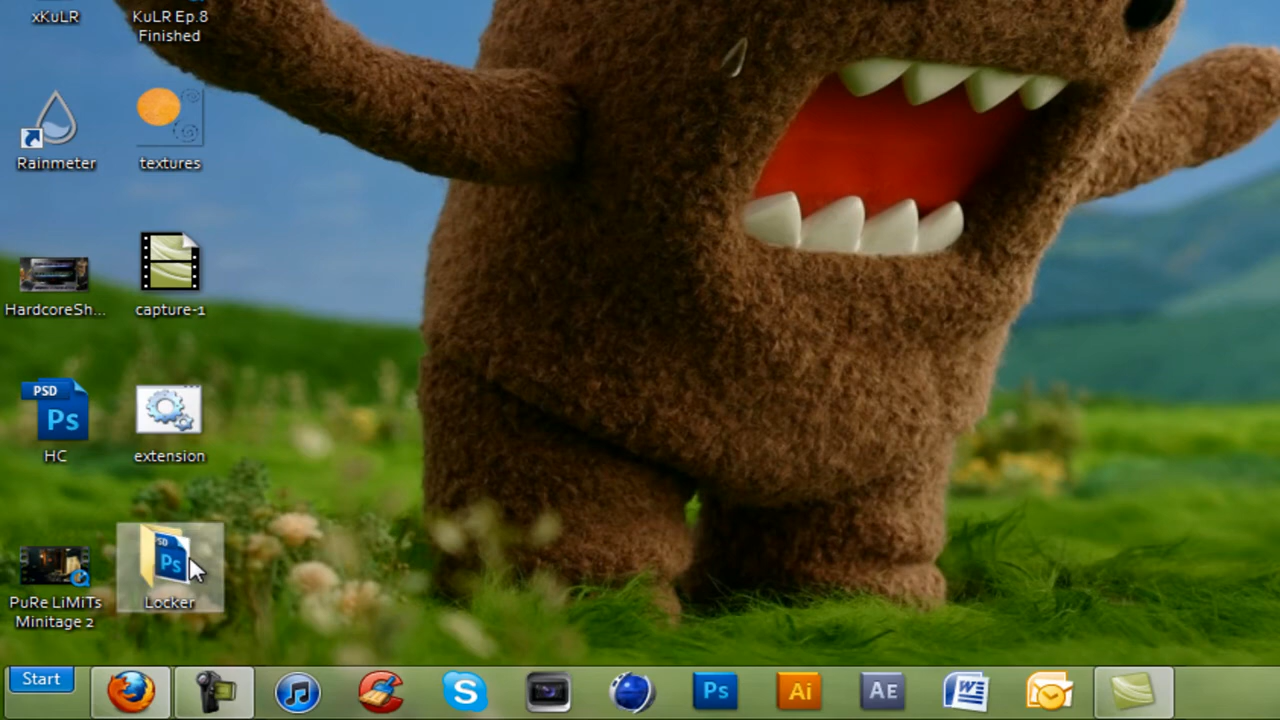 xKuLR
KuLR Ep.8
Finished
Rainmeter
textures
HardcoreSh...
capture-1
PSD
Ps
HC
extension
PuRe LiMiTs
Minitage 2
SD
Ps
Locker
Start
S
Ps
Ai
AE
W